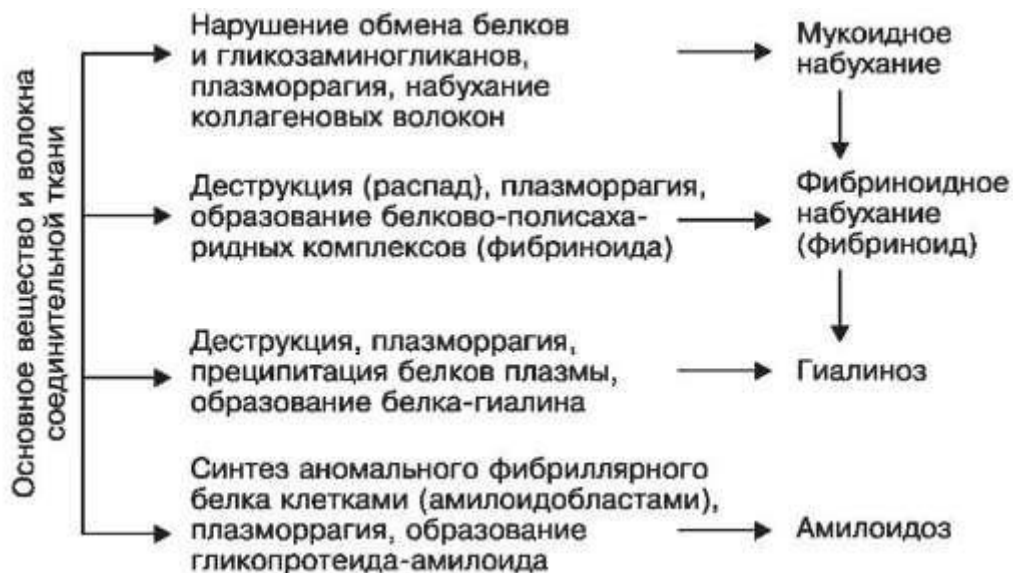 Основное вещество и волокна
соединительной ткани
Нарушение обмена белков
и гликозаминогликанов,
плазморрагия, набухание
коллагеновых волокон
Мукоидное
набухание
Деструкция (распад), плазморрагия,
образование белково-полисаха-
ридных комплексов (фибриноида)
Фибриноидное
набухание
(фибриноид)
Деструкция, плазморрагия,
преципитация белков плазмы,
образование белка-гиалина
Гиалиноз
Синтез аномального фибриллярного
белка клетками (амилоидобластами),
плазморрагия, образование
гликопротеида-амилоида
Амилоидоз